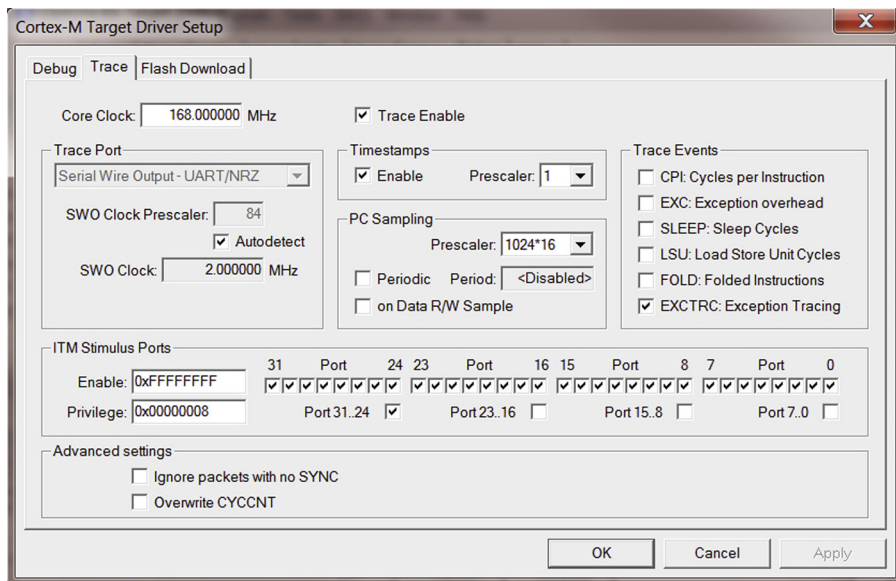 Cortex-M Target Driver Setup
Debug Trace Flash Download
Core Clock: 168.000000 MHz Trace Enable
Trace Port
Serial Wire Output - UART/NRZ
SWO Clock Prescaler: 84
Autodetect
SWO Clock: 2.000000 MHz
Timestamps
Enable Prescaler: 1
PC Sampling
Prescaler: 1024*16
Periodic Period: <Disabled>
on Data R/W Sample
Trace Events
CPI: Cycles per Instruction
EXC: Exception overhead
SLEEP: Sleep Cycles
LSU: Load Store Unit Cycles
FOLD: Folded Instructions
EXCTRC: Exception Tracing
ITM Stimulus Ports
31 Port 24 23 Port 16 15 Port 8 7 Port 0
Enable: 0xFFFFFFFF
Privilege: 0x00000008 Port 31..24 Port 23..16 Port 15..8 Port 7..0
Advanced settings
Ignore packets with no SYNC
Overwrite CYCCNT
OK Cancel Apply